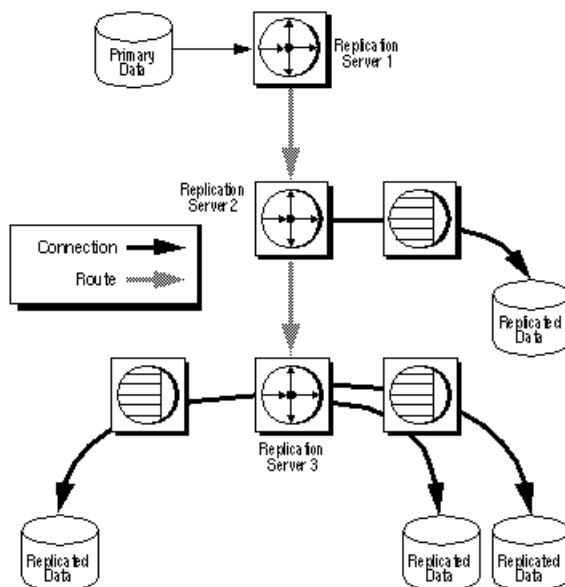 Primary
Data
Replication
Server 1
Replication
Server 2
Connection
Route
Replicated
Data
Replication
Server 3
Replicated
Data
Replicated
Data
Replicated
Data